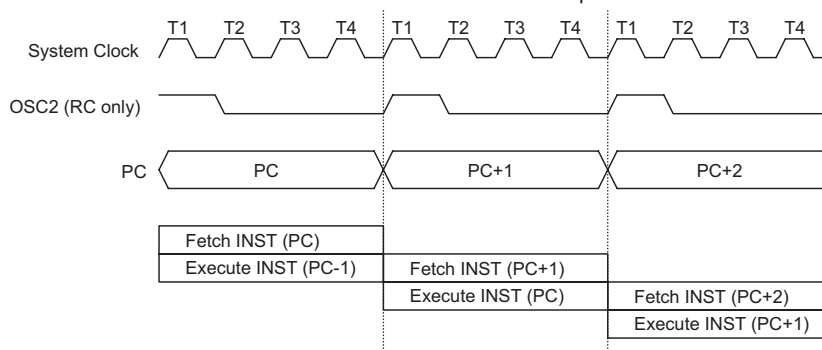 T1 T2 T3 T4 T1 T2 T3 T4 T1 T2 T3 T4
System Clock
OSC2 (RC only)
PC PC PC+1 PC+2
Fetch INST (PC)
Execute INST (PC-1) Fetch INST (PC+1)
Execute INST (PC) Fetch INST (PC+2)
Execute INST (PC+1)